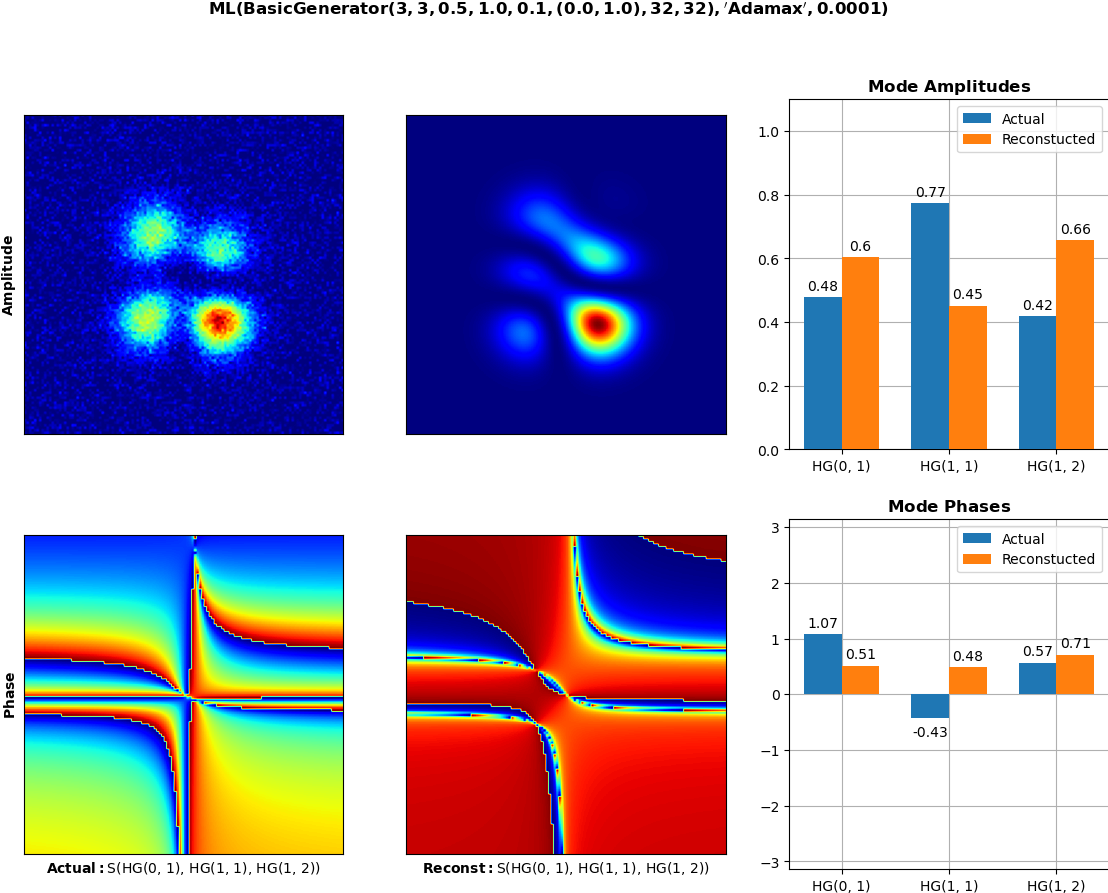 ML(BasicGenerator(3, 3, 0.5, 1.0, 0.1, (0.0, 1.0), 32, 32), 'Adamax', 0.0001)
Amplitude
Mode Amplitudes
Actual
Reconstucted
1.0
0.8
0.6
0.4
0.2
0.0
0.48
0.6
0.77
0.45
0.42
0.66
HG(0, 1)
HG(1, 1)
HG(1, 2)
Phase
Actual: S(HG(0, 1), HG(1, 1), HG(1, 2))
Reconst: S(HG(0, 1), HG(1, 1), HG(1, 2))
Mode Phases
Actual
Reconstucted
3
2
1
0
−1
−2
−3
1.07
0.51
-0.43
0.48
0.57
0.71
HG(0, 1)
HG(1, 1)
HG(1, 2)